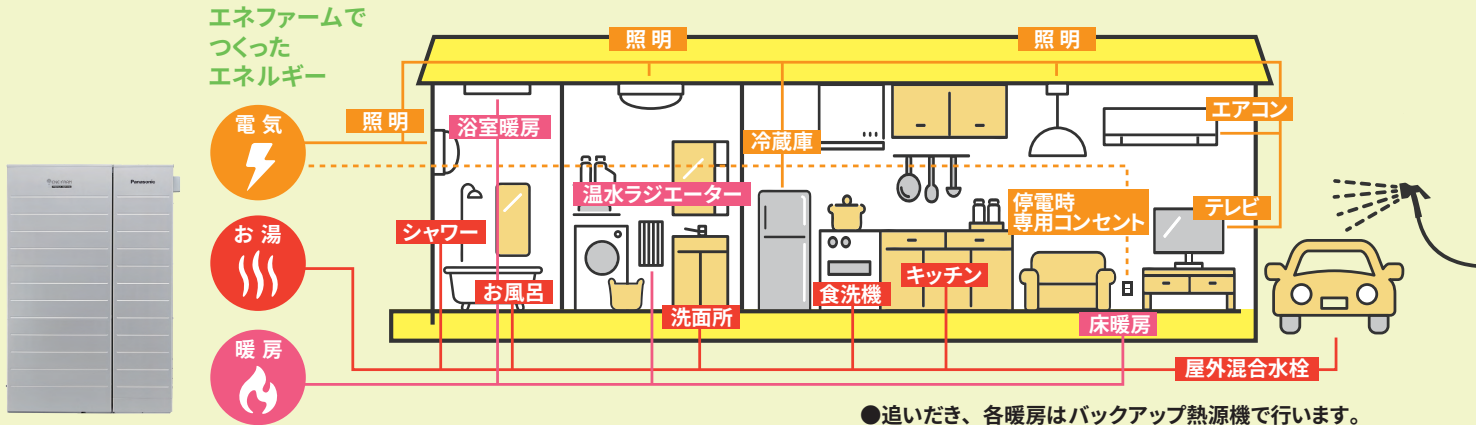 エネファームで
つくった
エネルギー
電気
お湯
暖房
Panasonic
照明
照明
照明
浴室暖房
冷蔵庫
エアコン
温水ラジエーター
停電時
専用コンセント
テレビ
シャワー
お風呂
洗面所
食洗機
キッチン
床暖房
屋外混合水栓
●追いだき、各暖房はバックアップ熱源機で行います。